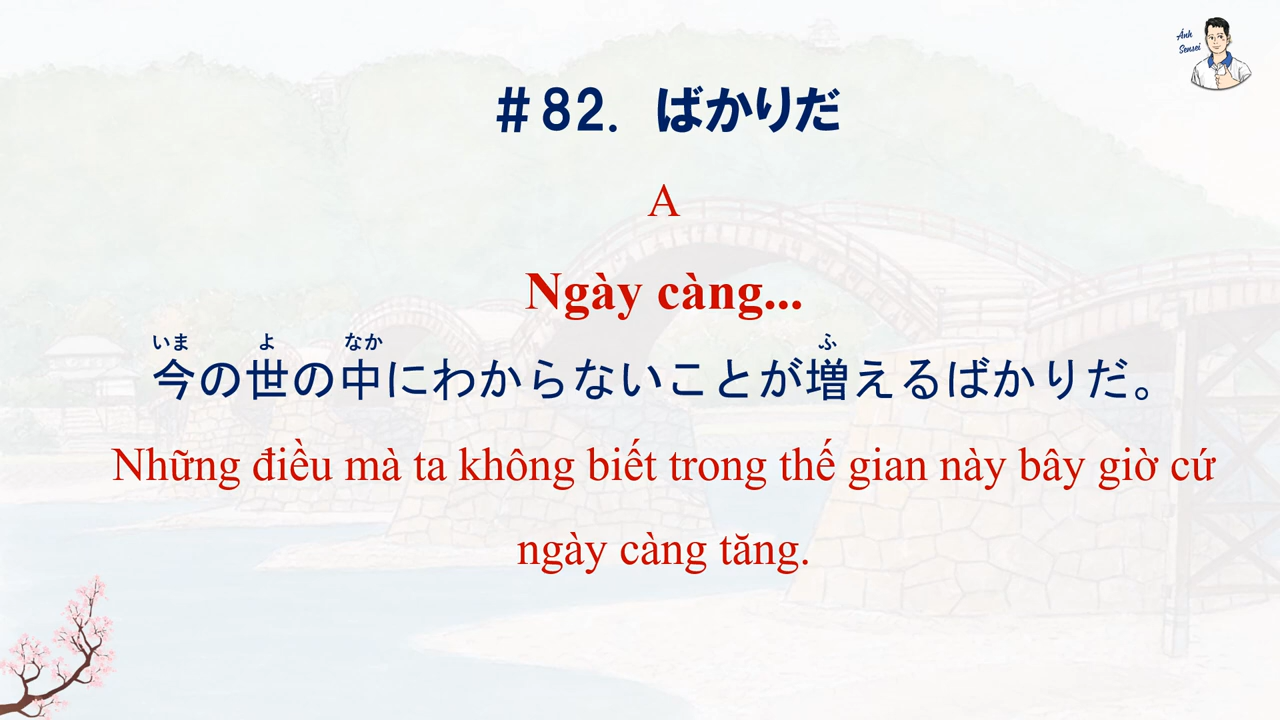 Ánh
Sensei
#82. ばかりだ
A
Ngày càng...
いま よ なか ふ
今の世の中にわからないことが増えるばかりだ。
Những điều mà ta không biết trong thế gian này bây giờ cứ
ngày càng tăng.